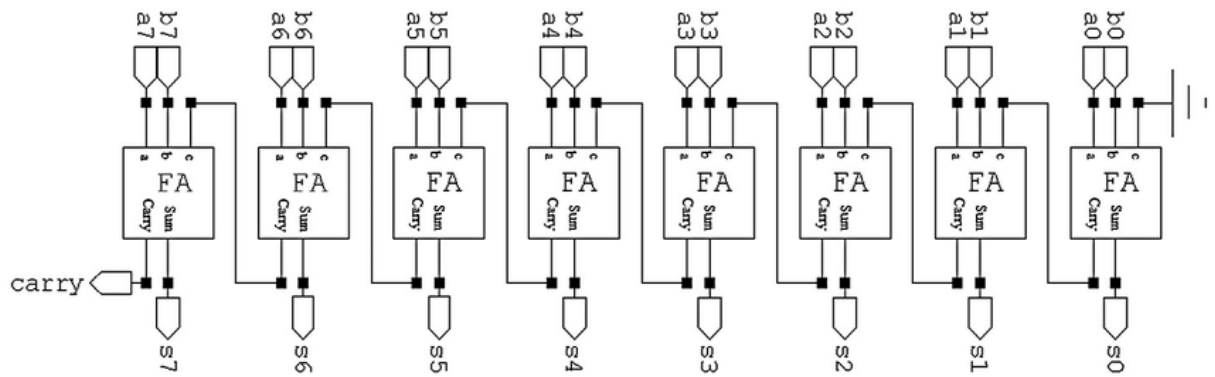 b7 b6 b5 b4 b3 b2 b1 b0
a7 a6 a5 a4 a3 a2 a1 a0
a b c a b c a b c a b c a b c a b c a b c a b c
FA FA FA FA FA FA FA FA
Carry Sum Carry Sum Carry Sum Carry Sum Carry Sum Carry Sum Carry Sum Carry Sum
carry
s7 s6 s5 s4 s3 s2 s1 s0